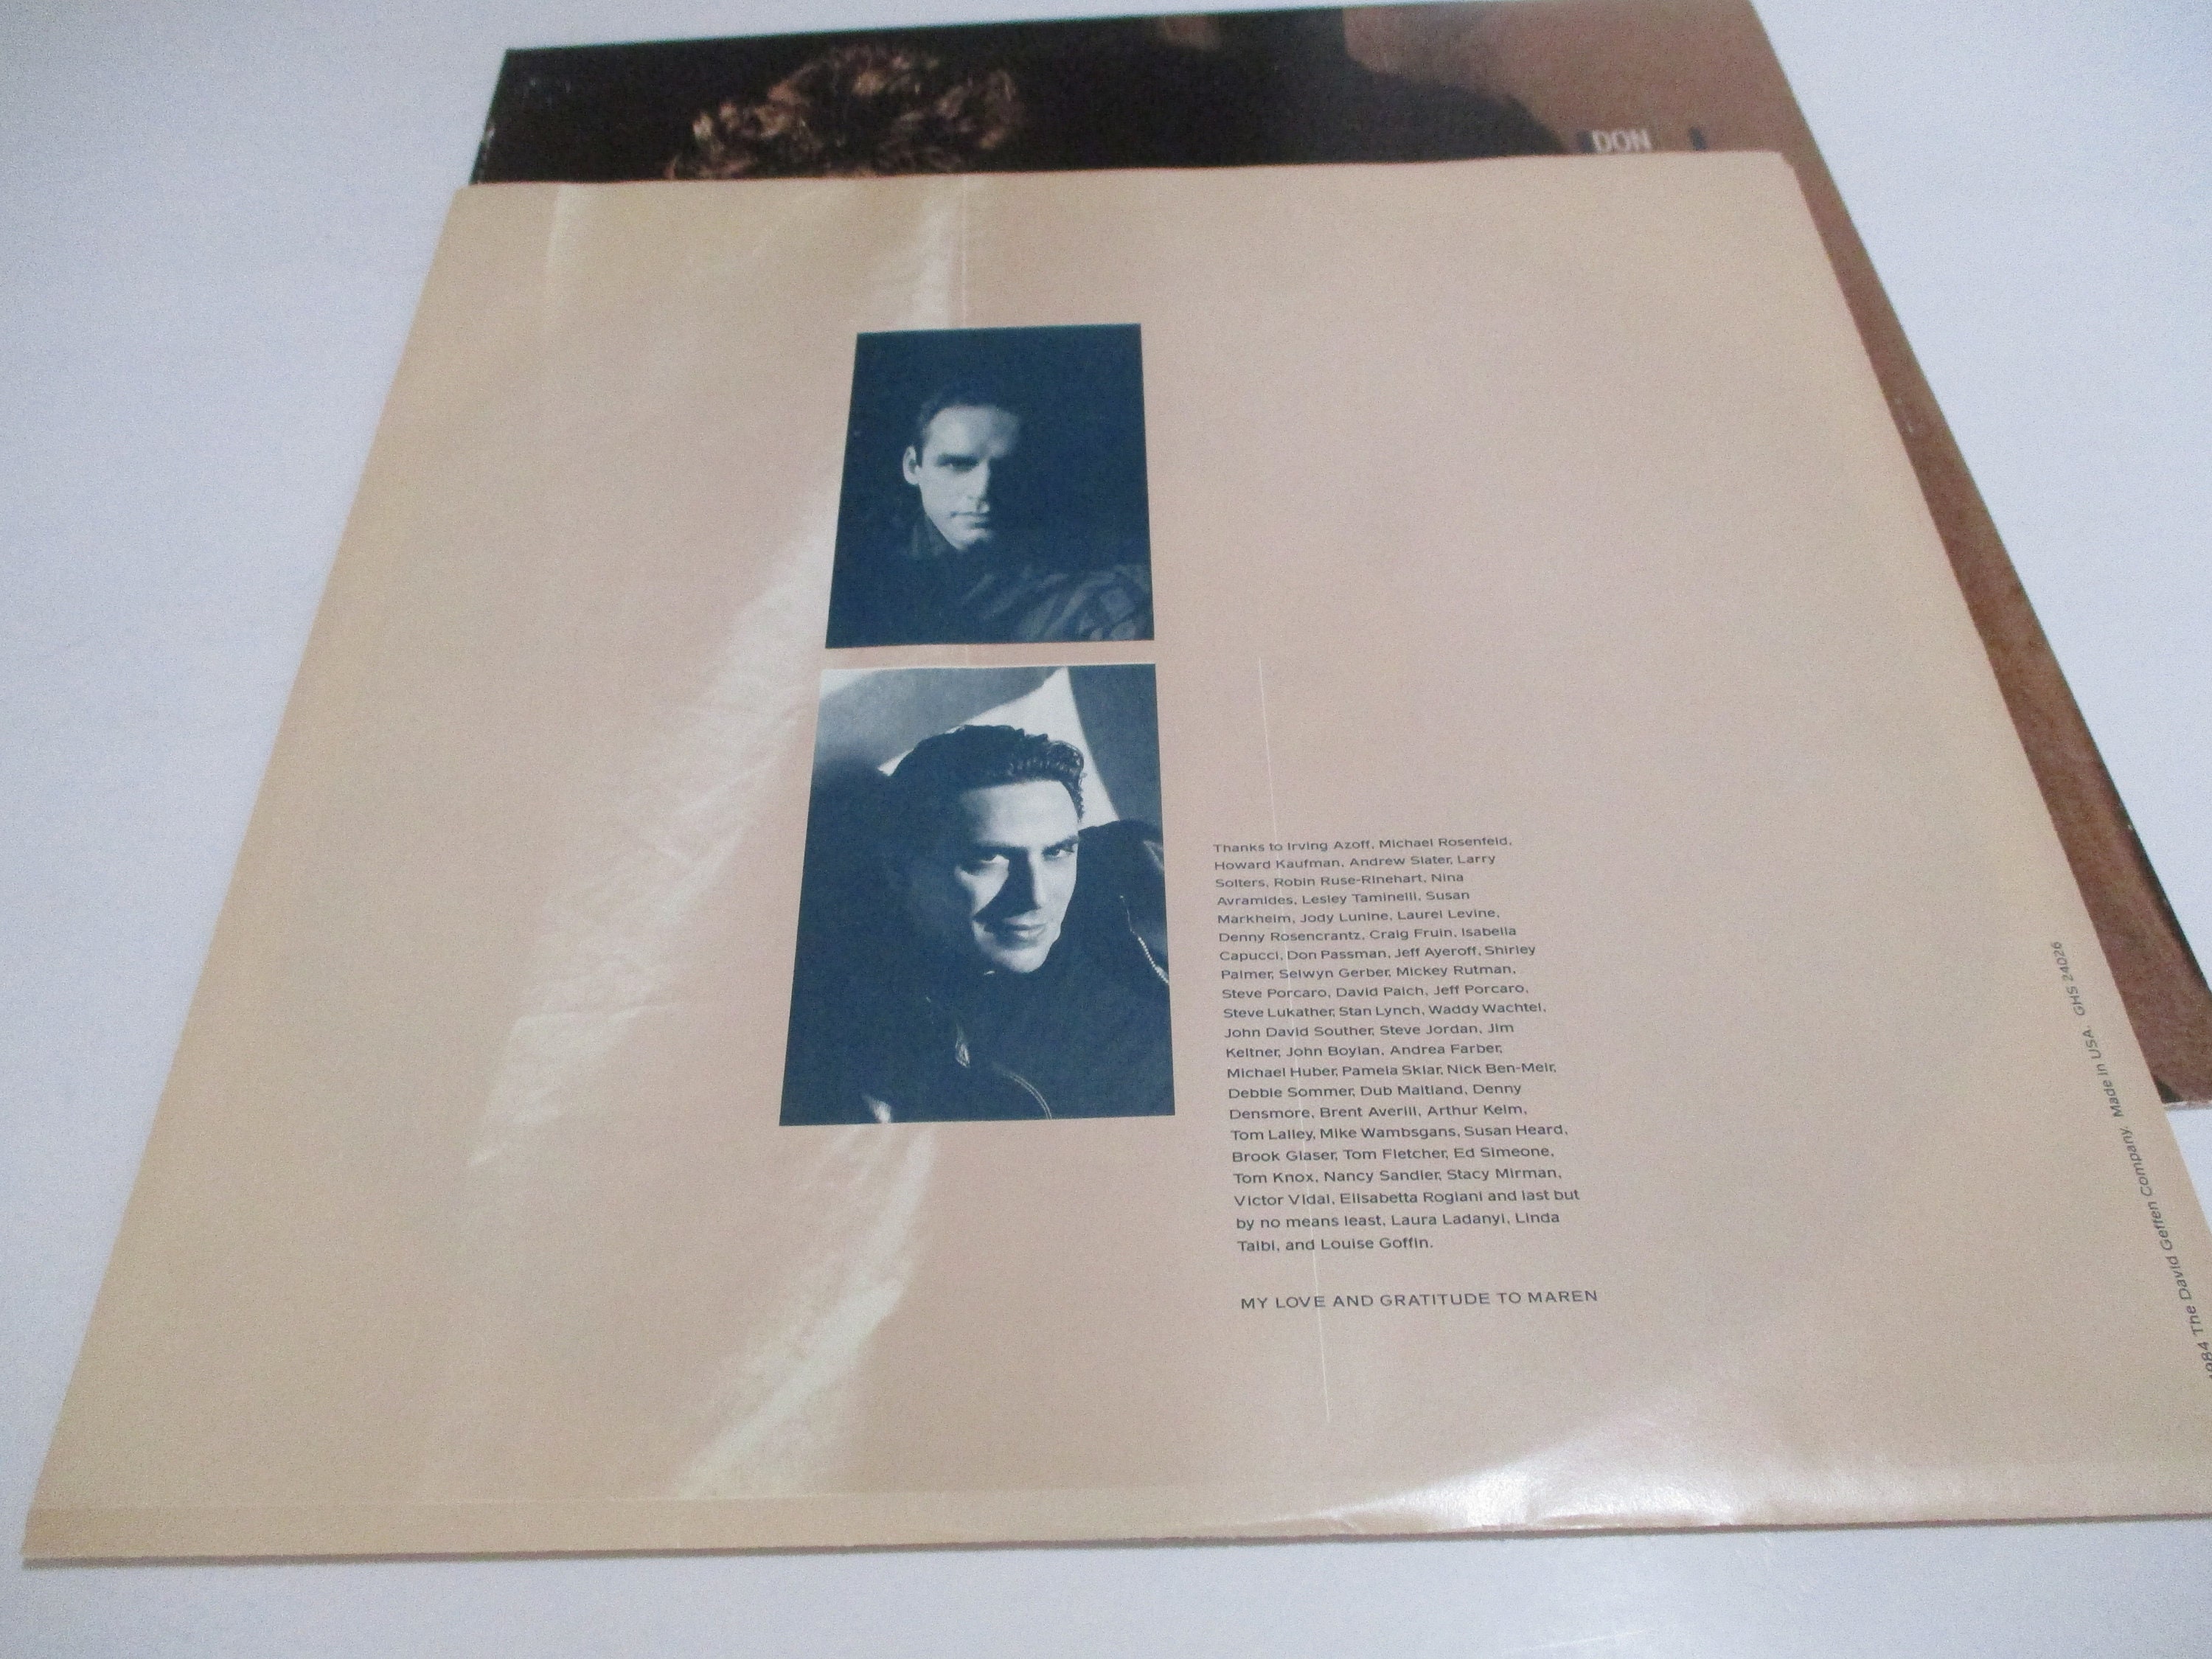 DON
Thanks to Irving Azoff, Michael Rosenfeld,
Howard Kaufman, Andrew Slater, Larry
Solters, Robin Ruse-Rinehart, Nina
Avramides, Lesley Taminelli, Susan
Markheim, Jody Lunine, Laurel Levine,
Denny Rosencrantz, Craig Fruin, Isabella
Capucci, Don Passman, Jeff Ayeroff, Shirley
Palmer, Selwyn Gerber, Mickey Rutman,
Steve Porcaro, David Paich, Jeff Porcaro,
Steve Lukather, Stan Lynch, Waddy Wachtel,
John David Souther, Steve Jordan, Jim
Keltner, John Boylan, Andrea Farber,
Michael Huber, Pamela Sklar, Nick Ben-Meir,
Debbie Sommer, Dub Maitland, Denny
Densmore, Brent Averill, Arthur Kelm,
Tom Lalley, Mike Wambsgans, Susan Heard,
Brook Glaser, Tom Fletcher, Ed Simeone,
Tom Knox, Nancy Sandler, Stacy Mirman,
Victor Vidal, Elisabetta Rogiani and last but
by no means least, Laura Ladanyi, Linda
Talbi, and Louise Goffin.
MY LOVE AND GRATITUDE TO MAREN
1984 The David Geffen Company. Made in USA. GHS 24026